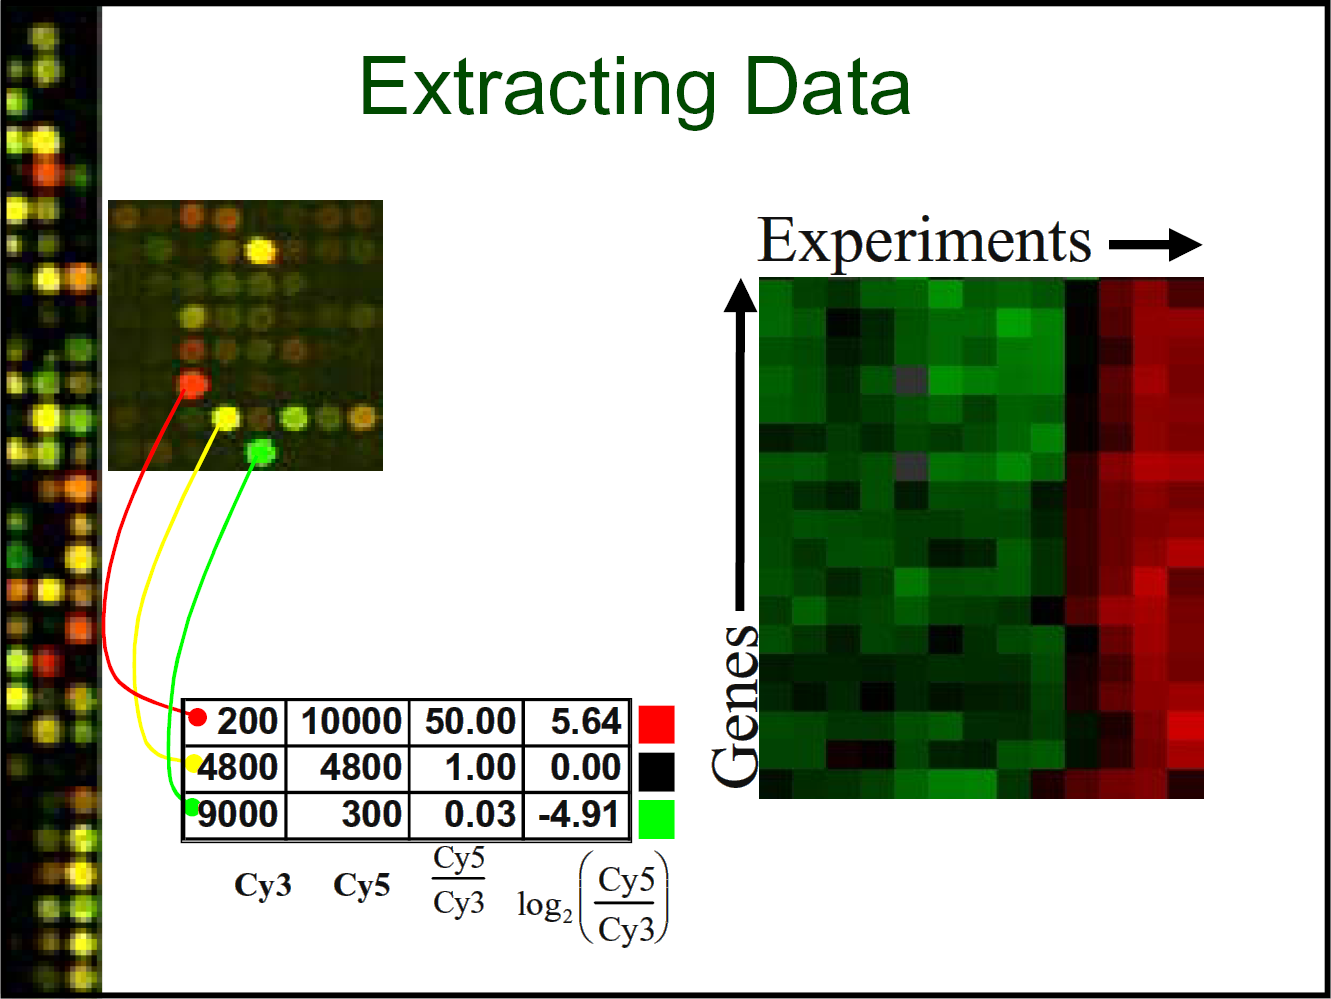 Extracting Data
Experiments
Genes
200 10000 50.00 5.64
4800 4800 1.00 0.00
9000 300 0.03 -4.91
Cy3 Cy5 Cy5/Cy3 log₂(Cy5/Cy3)